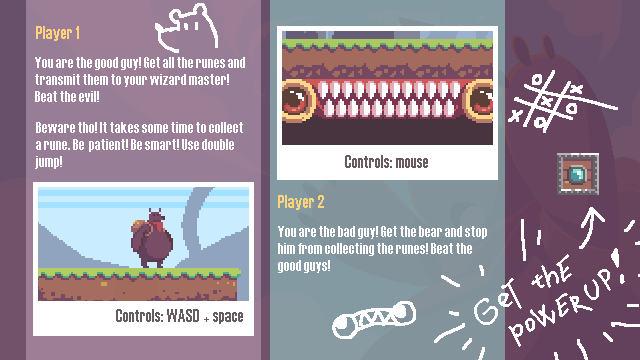 Player 1
You are the good guy! Get all the runes and
transmit them to your wizard master!
Beat the evil!
Beware tho! It takes some time to collect
a rune. Be patient! Be smart! Use double
jump!
Controls: WASD + space
Controls: mouse
Player 2
You are the bad guy! Get the bear and stop
him from collecting the runes! Beat the
good guys!
GET thE
poWER UP!